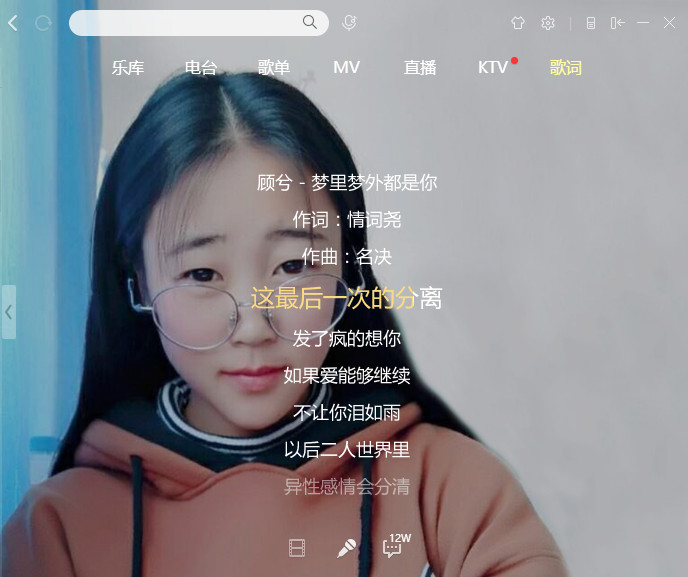 乐库 电台 歌单 MV 直播 KTV 歌词
顾兮 - 梦里梦外都是你
作词：情词尧
作曲：名决
这最后一次的分离
发了疯的想你
如果爱能够继续
不让你泪如雨
以后二人世界里
异性感情会分清
12W